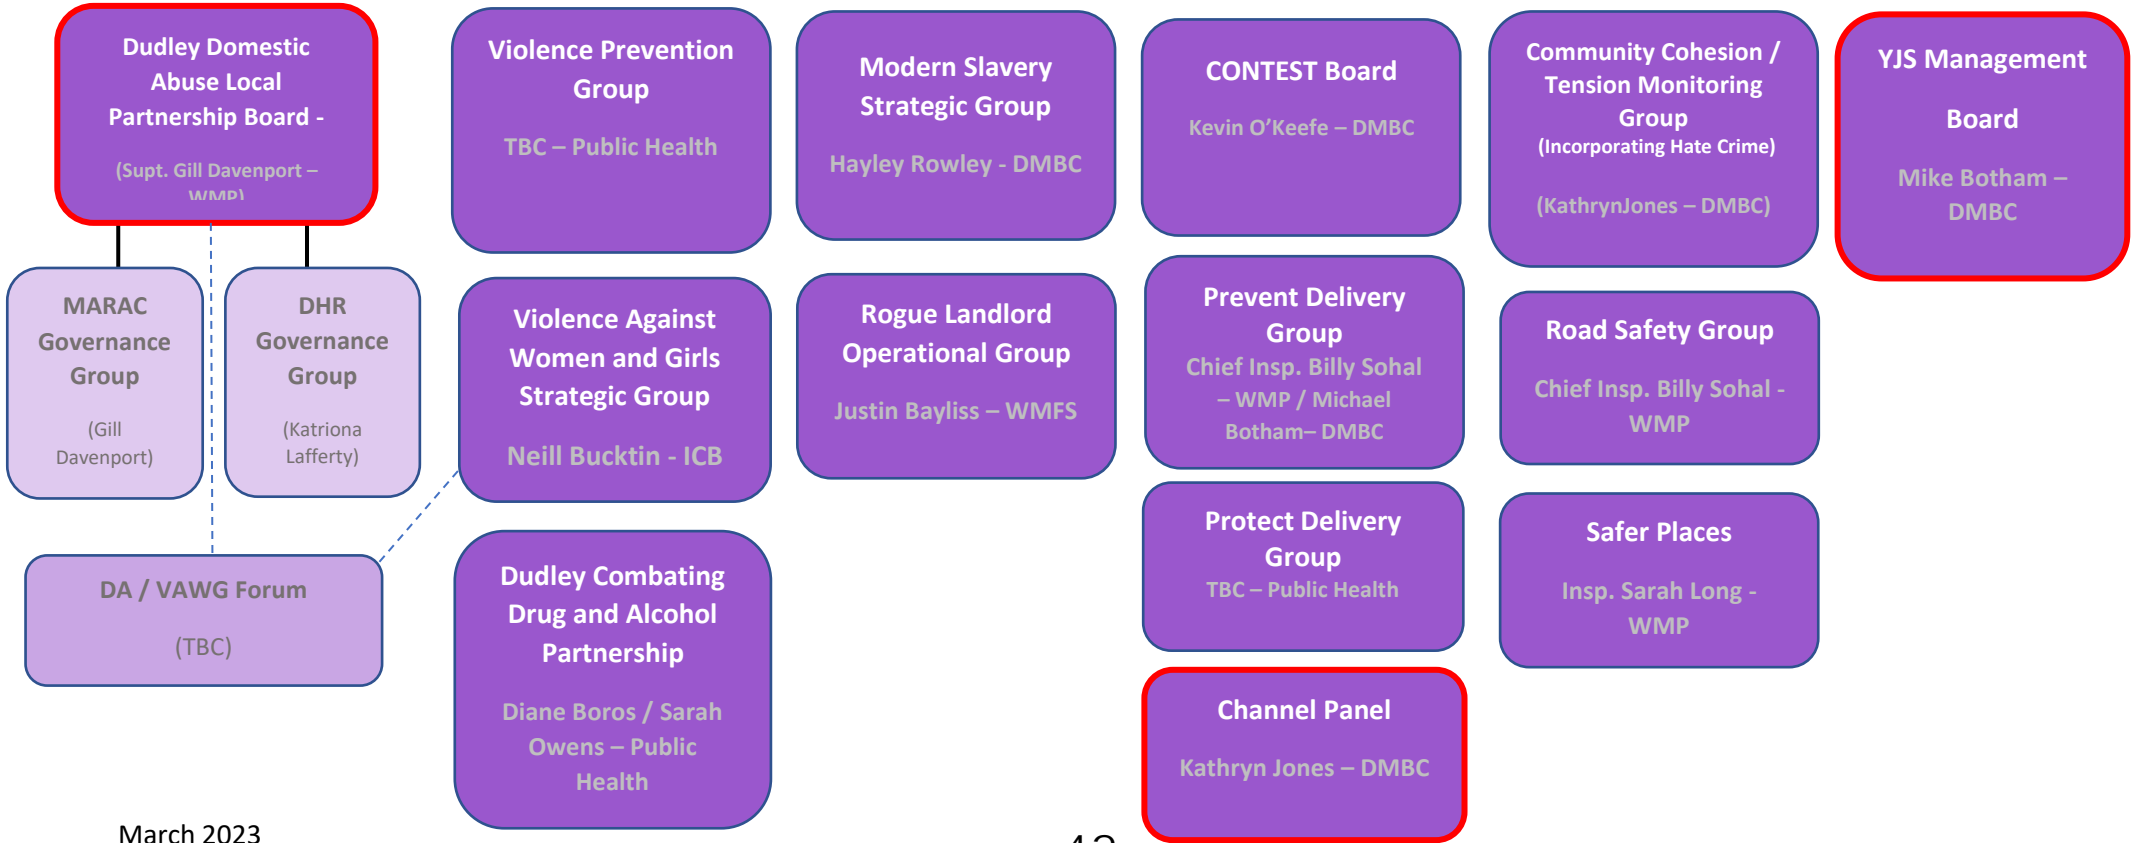 Dudley Domestic
Abuse Local
Partnership Board -
(Supt. Gill Davenport –
WMP)
MARAC
Governance
Group
(Gill
Davenport)
DHR
Governance
Group
(Katriona
Lafferty)
DA / VAWG Forum
(TBC)
Violence Prevention
Group
TBC – Public Health
Violence Against
Women and Girls
Strategic Group
Neill Bucktin - ICB
Dudley Combating
Drug and Alcohol
Partnership
Diane Boros / Sarah
Owens – Public
Health
Modern Slavery
Strategic Group
Hayley Rowley - DMBC
Rogue Landlord
Operational Group
Justin Bayliss – WMFS
CONTEST Board
Kevin O’Keefe – DMBC
Prevent Delivery
Group
Chief Insp. Billy Sohal
– WMP / Michael
Botham– DMBC
Protect Delivery
Group
TBC – Public Health
Channel Panel
Kathryn Jones – DMBC
Community Cohesion /
Tension Monitoring
Group
(Incorporating Hate Crime)
(KathrynJones – DMBC)
Road Safety Group
Chief Insp. Billy Sohal -
WMP
Safer Places
Insp. Sarah Long -
WMP
YJS Management
Board
Mike Botham –
DMBC
March 2023